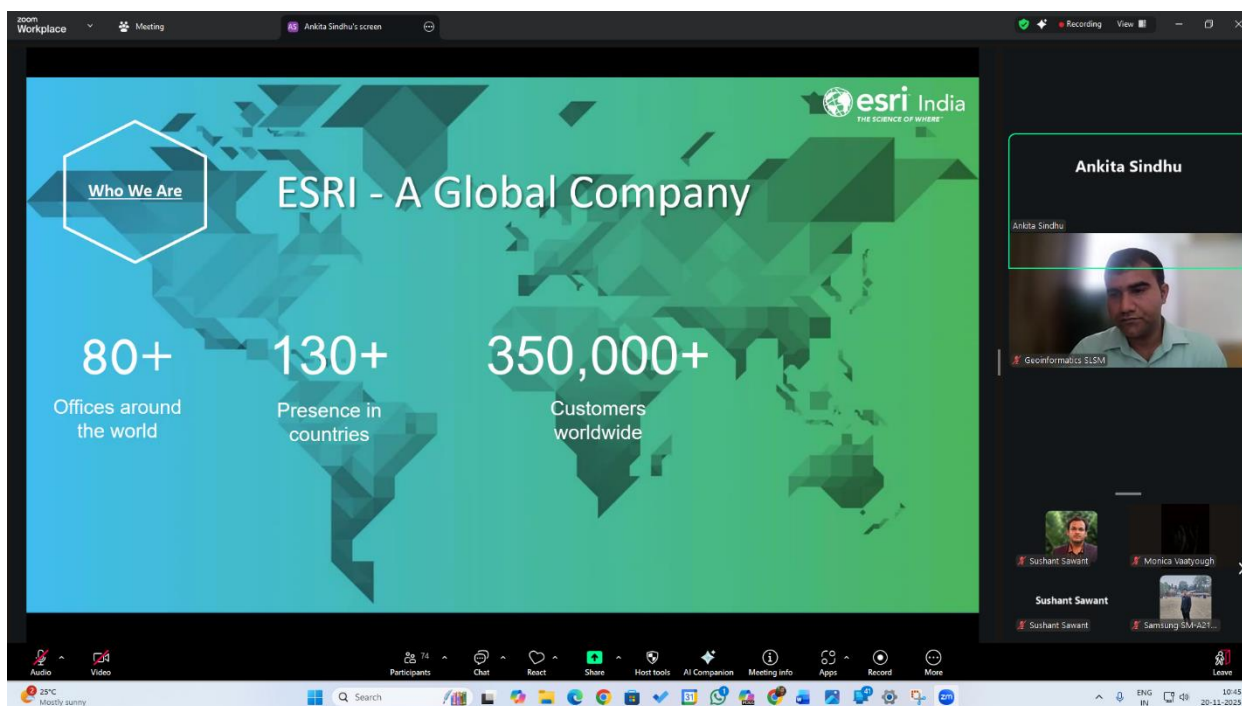 zoom
Workplace
Meeting
AS Ankita Sindhu's screen
Recording
View
esri India
THE SCIENCE OF WHERE™
Who We Are
ESRI - A Global Company
80+
Offices around
the world
130+
Presence in
countries
350,000+
Customers
worldwide
Ankita Sindhu
Ankita Sindhu
Geoinformatics SLSM
Sushant Sawant
Monica Vaatyough
Sushant Sawant
Sushant Sawant
Samsung SM-A21...
Audio
Video
74
Participants
Chat
React
Share
Host tools
AI Companion
Meeting info
Apps
Record
More
Leave
2
25°C
Mostly sunny
Search
31
zm
ENG
IN
10:45
20-11-2025